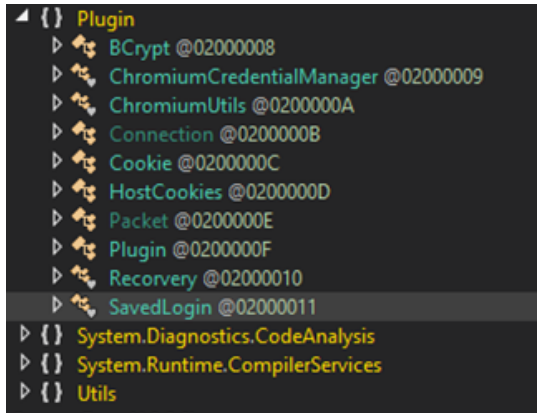 { } Plugin
BCrypt @02000008
ChromiumCredentialManager @02000009
ChromiumUtils @0200000A
Connection @0200000B
Cookie @0200000C
HostCookies @0200000D
Packet @0200000E
Plugin @0200000F
Recorvery @02000010
SavedLogin @02000011
{ } System.Diagnostics.CodeAnalysis
{ } System.Runtime.CompilerServices
{ } Utils